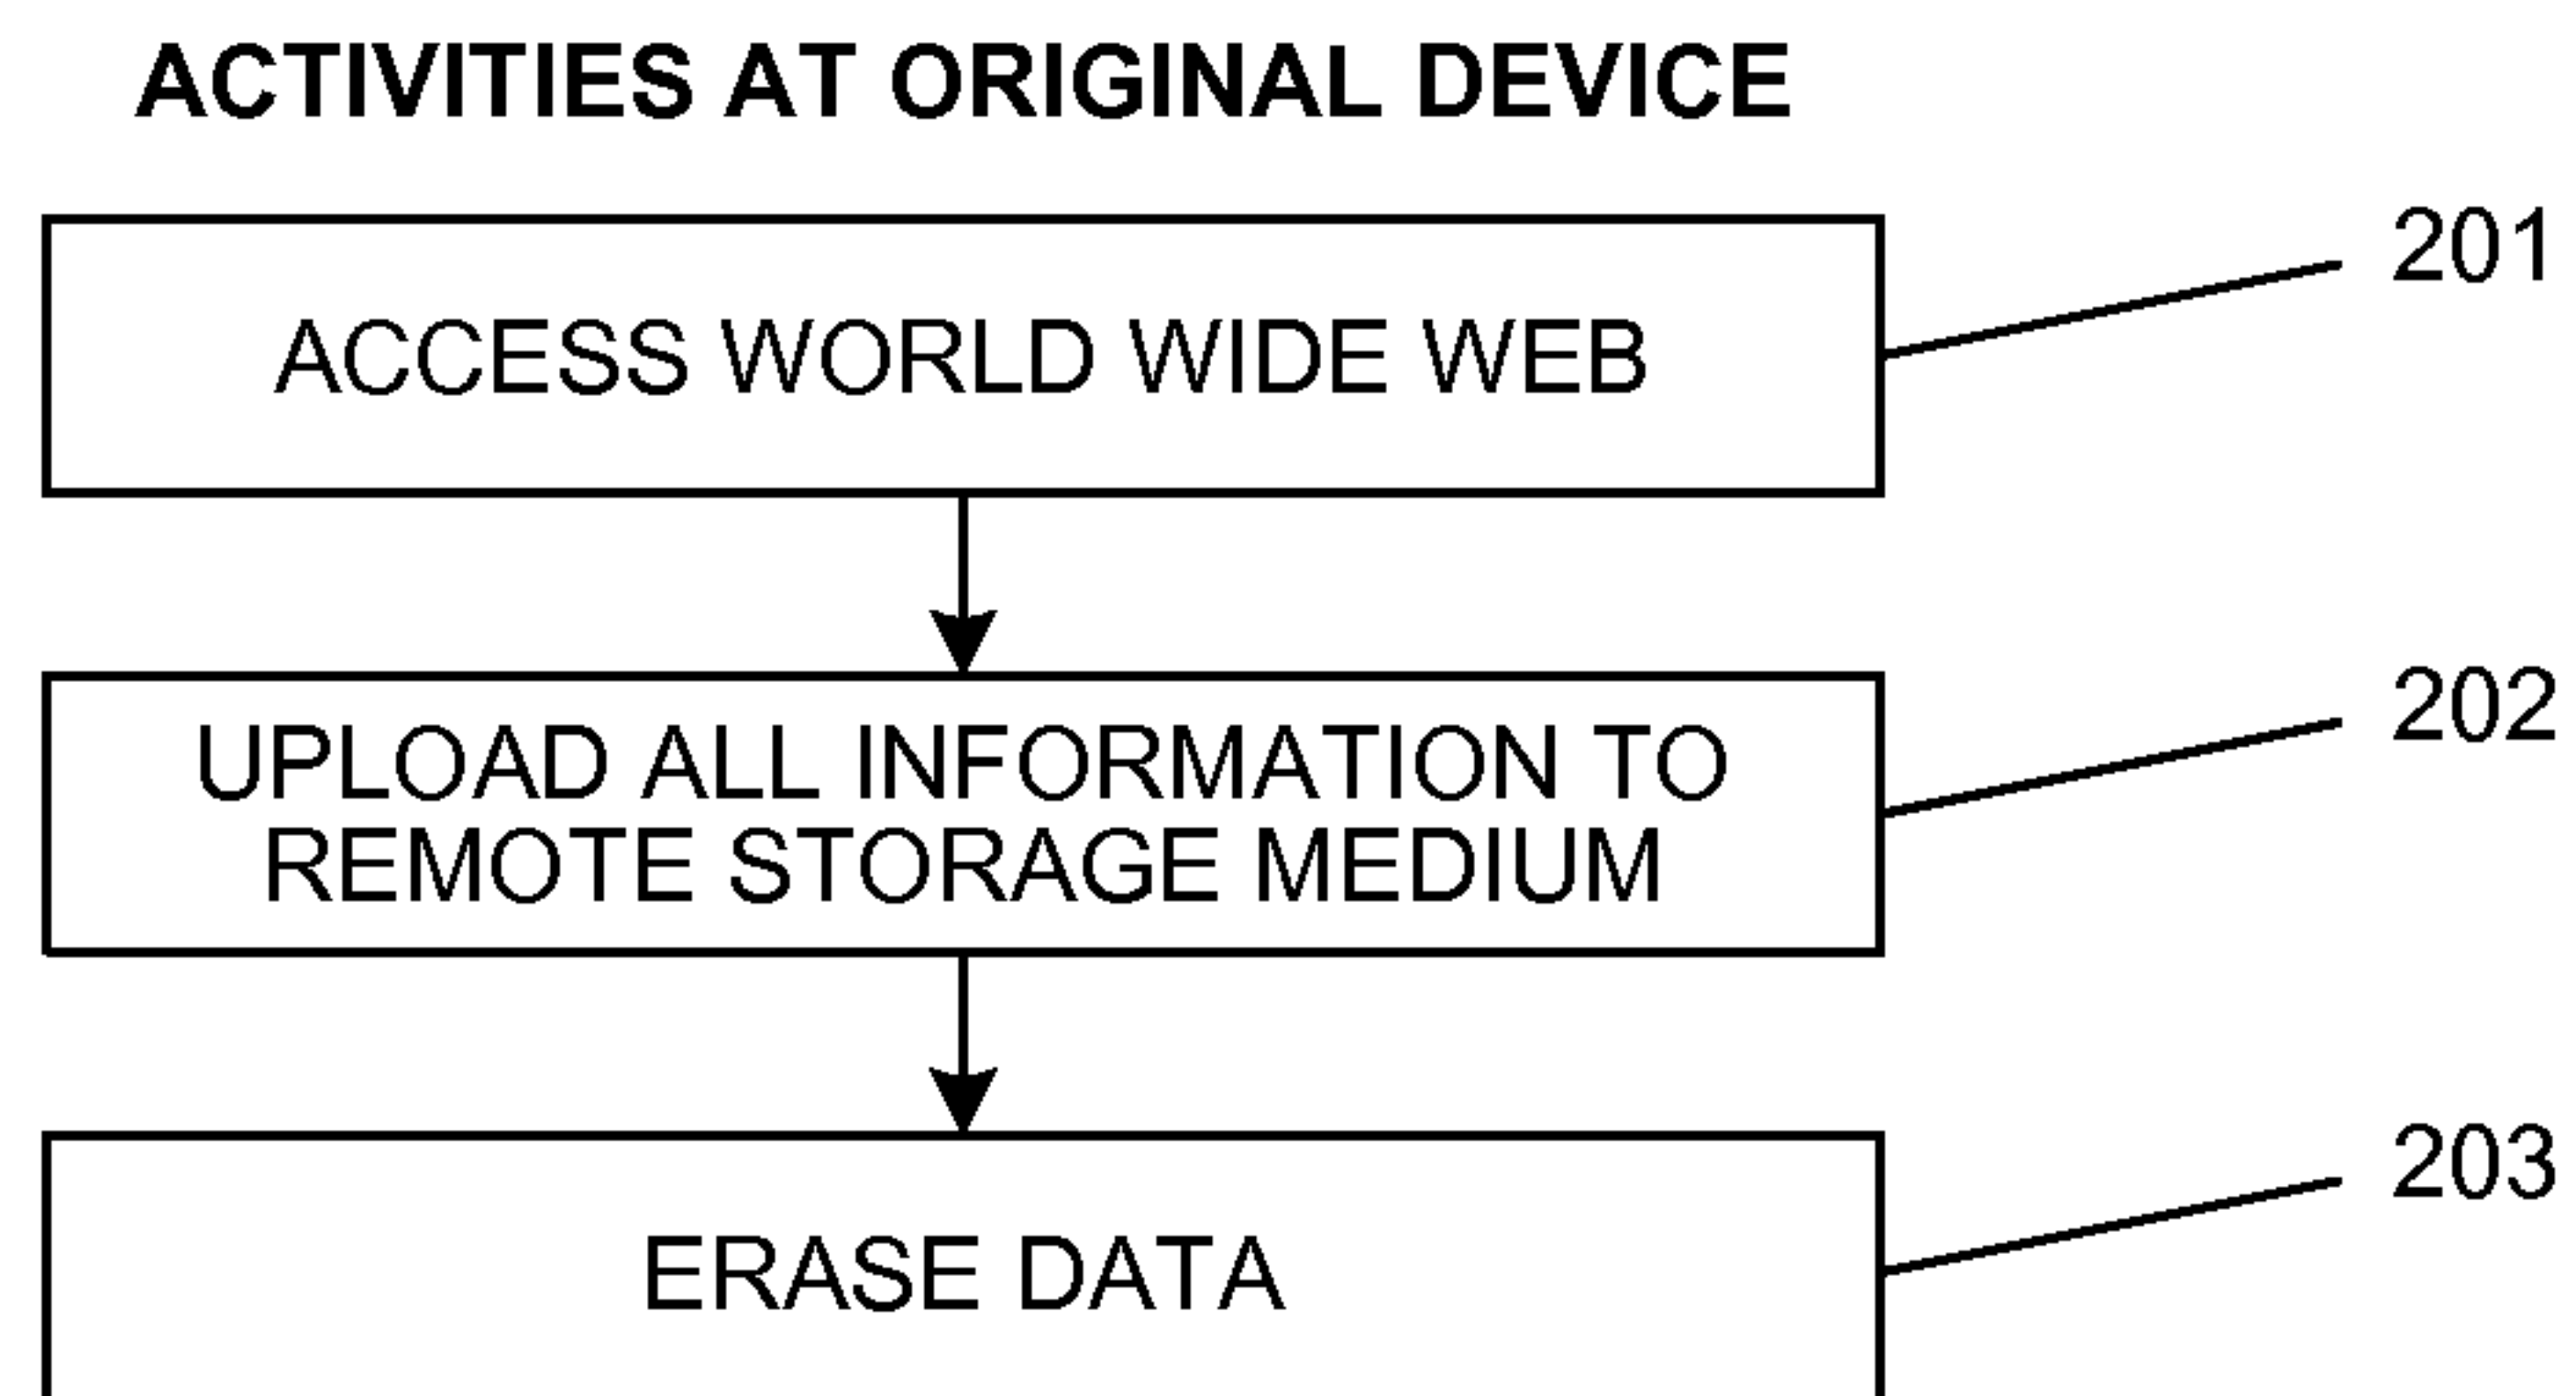 ACTIVITIES AT ORIGINAL DEVICE
201
ACCESS WORLD WIDE WEB
202
UPLOAD ALL INFORMATION TO
REMOTE STORAGE MEDIUM
203
ERASE DATA